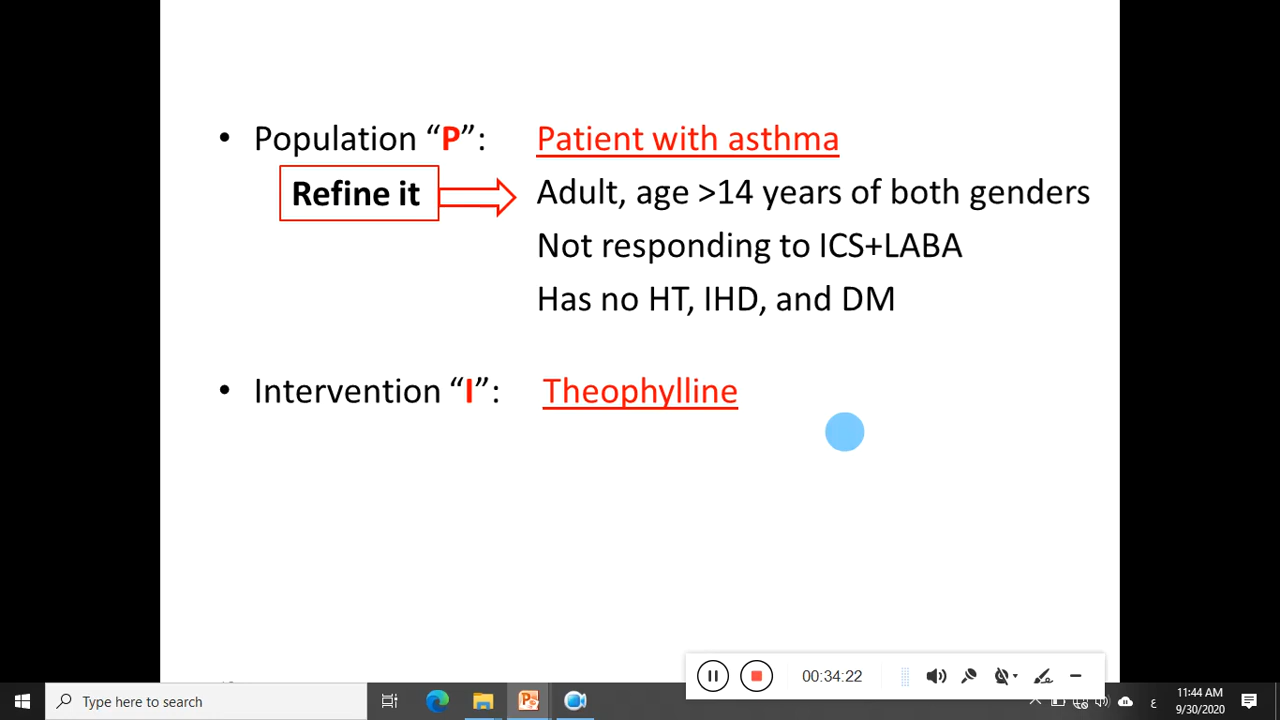 • Population “P”: Patient with asthma
Refine it
Adult, age >14 years of both genders
Not responding to ICS+LABA
Has no HT, IHD, and DM
• Intervention “I”: Theophylline
00:34:22
Type here to search
ع
11:44 AM
9/30/2020